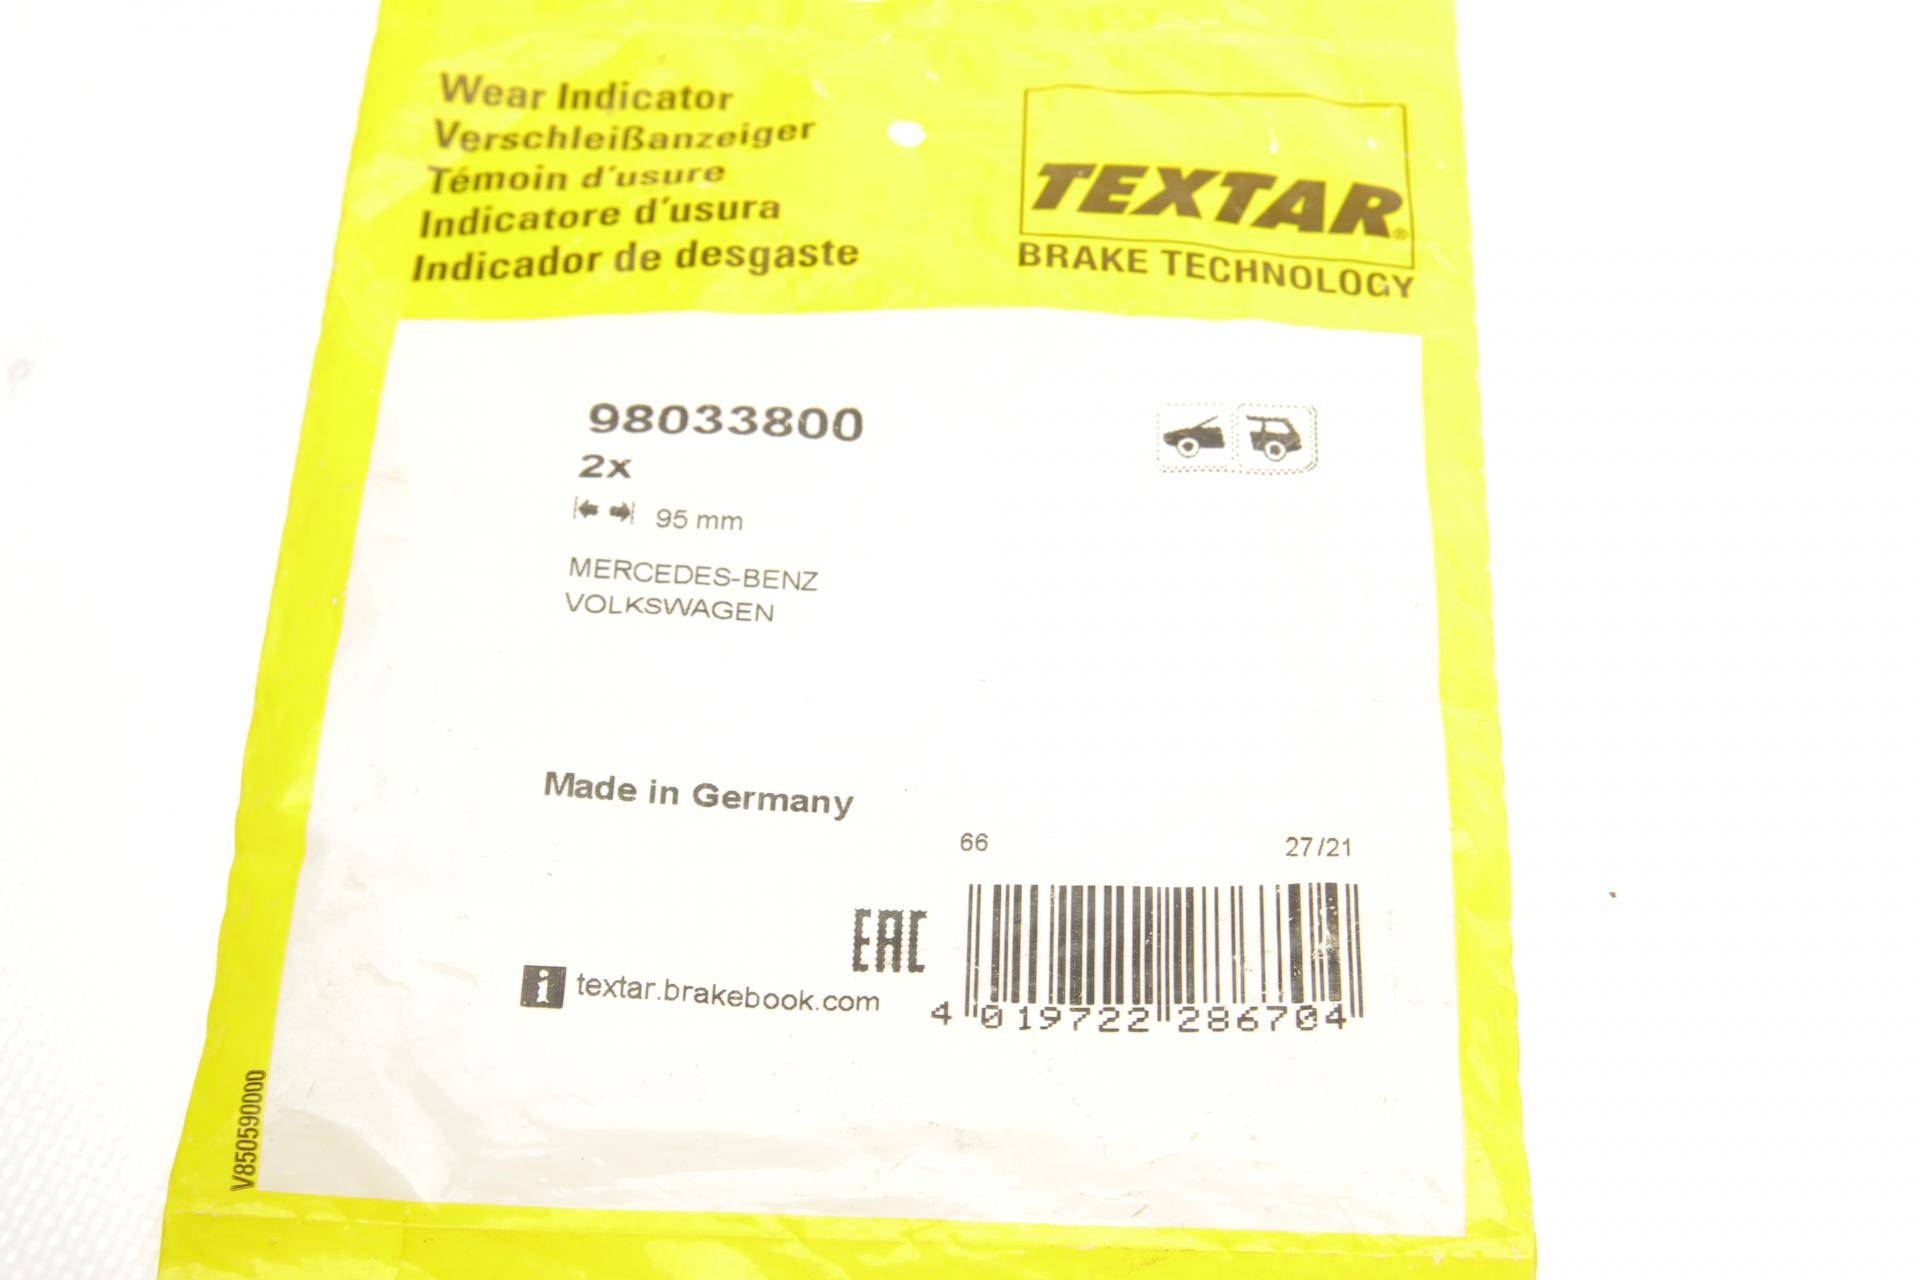 Wear Indicator
Verschleißanzeiger
Témoin d'usure
Indicatore d'usura
Indicador de desgaste
TEXTAR®
BRAKE TECHNOLOGY
98033800
2x
95 mm
MERCEDES-BENZ
VOLKSWAGEN
Made in Germany
66 27/21
EAC
i textar.brakebook.com
4 019722 286704
V85059000